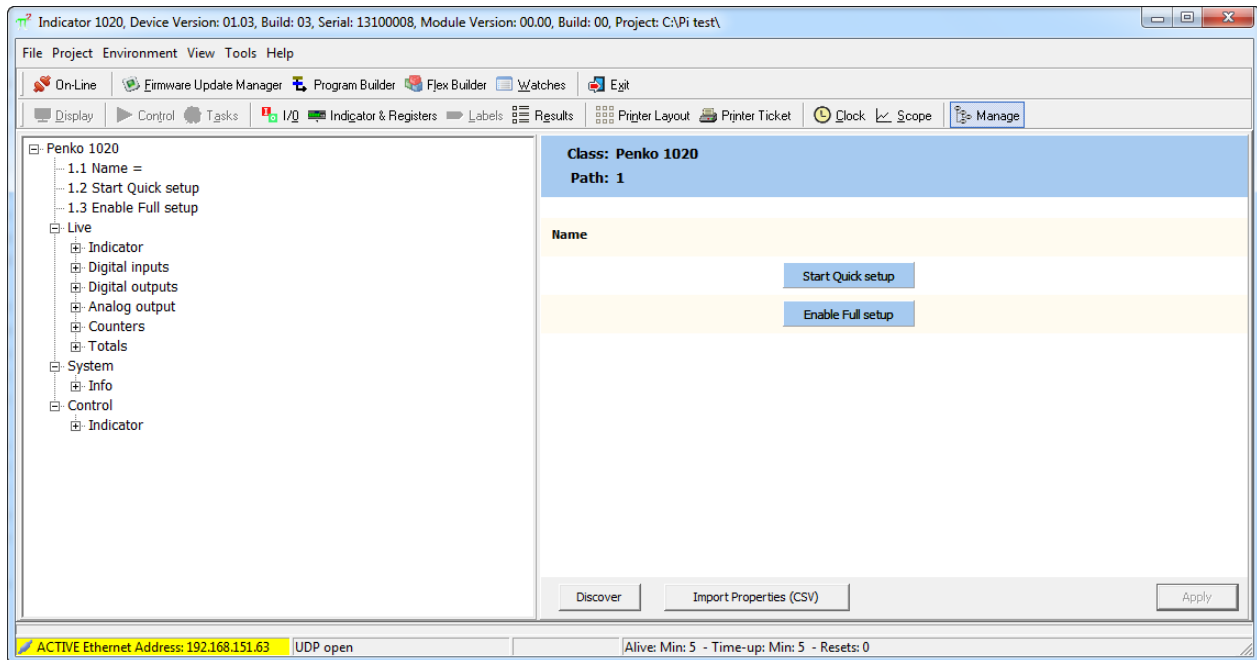 Indicator 1020, Device Version: 01.03, Build: 03, Serial: 13100008, Module Version: 00.00, Build: 00, Project: C:\Pi test\
File Project Environment View Tools Help
On-Line Firmware Update Manager Program Builder Flex Builder Watches Exit
Display Control Tasks I/O Indicator & Registers Labels Results Printer Layout Printer Ticket Clock Scope Manage
Penko 1020
1.1 Name =
1.2 Start Quick setup
1.3 Enable Full setup
Live
Indicator
Digital inputs
Digital outputs
Analog output
Counters
Totals
System
Info
Control
Indicator
Class: Penko 1020
Path: 1
Name
Start Quick setup
Enable Full setup
Discover Import Properties (CSV) Apply
ACTIVE Ethernet Address: 192.168.151.63 UDP open Alive: Min: 5 - Time-up: Min: 5 - Resets: 0